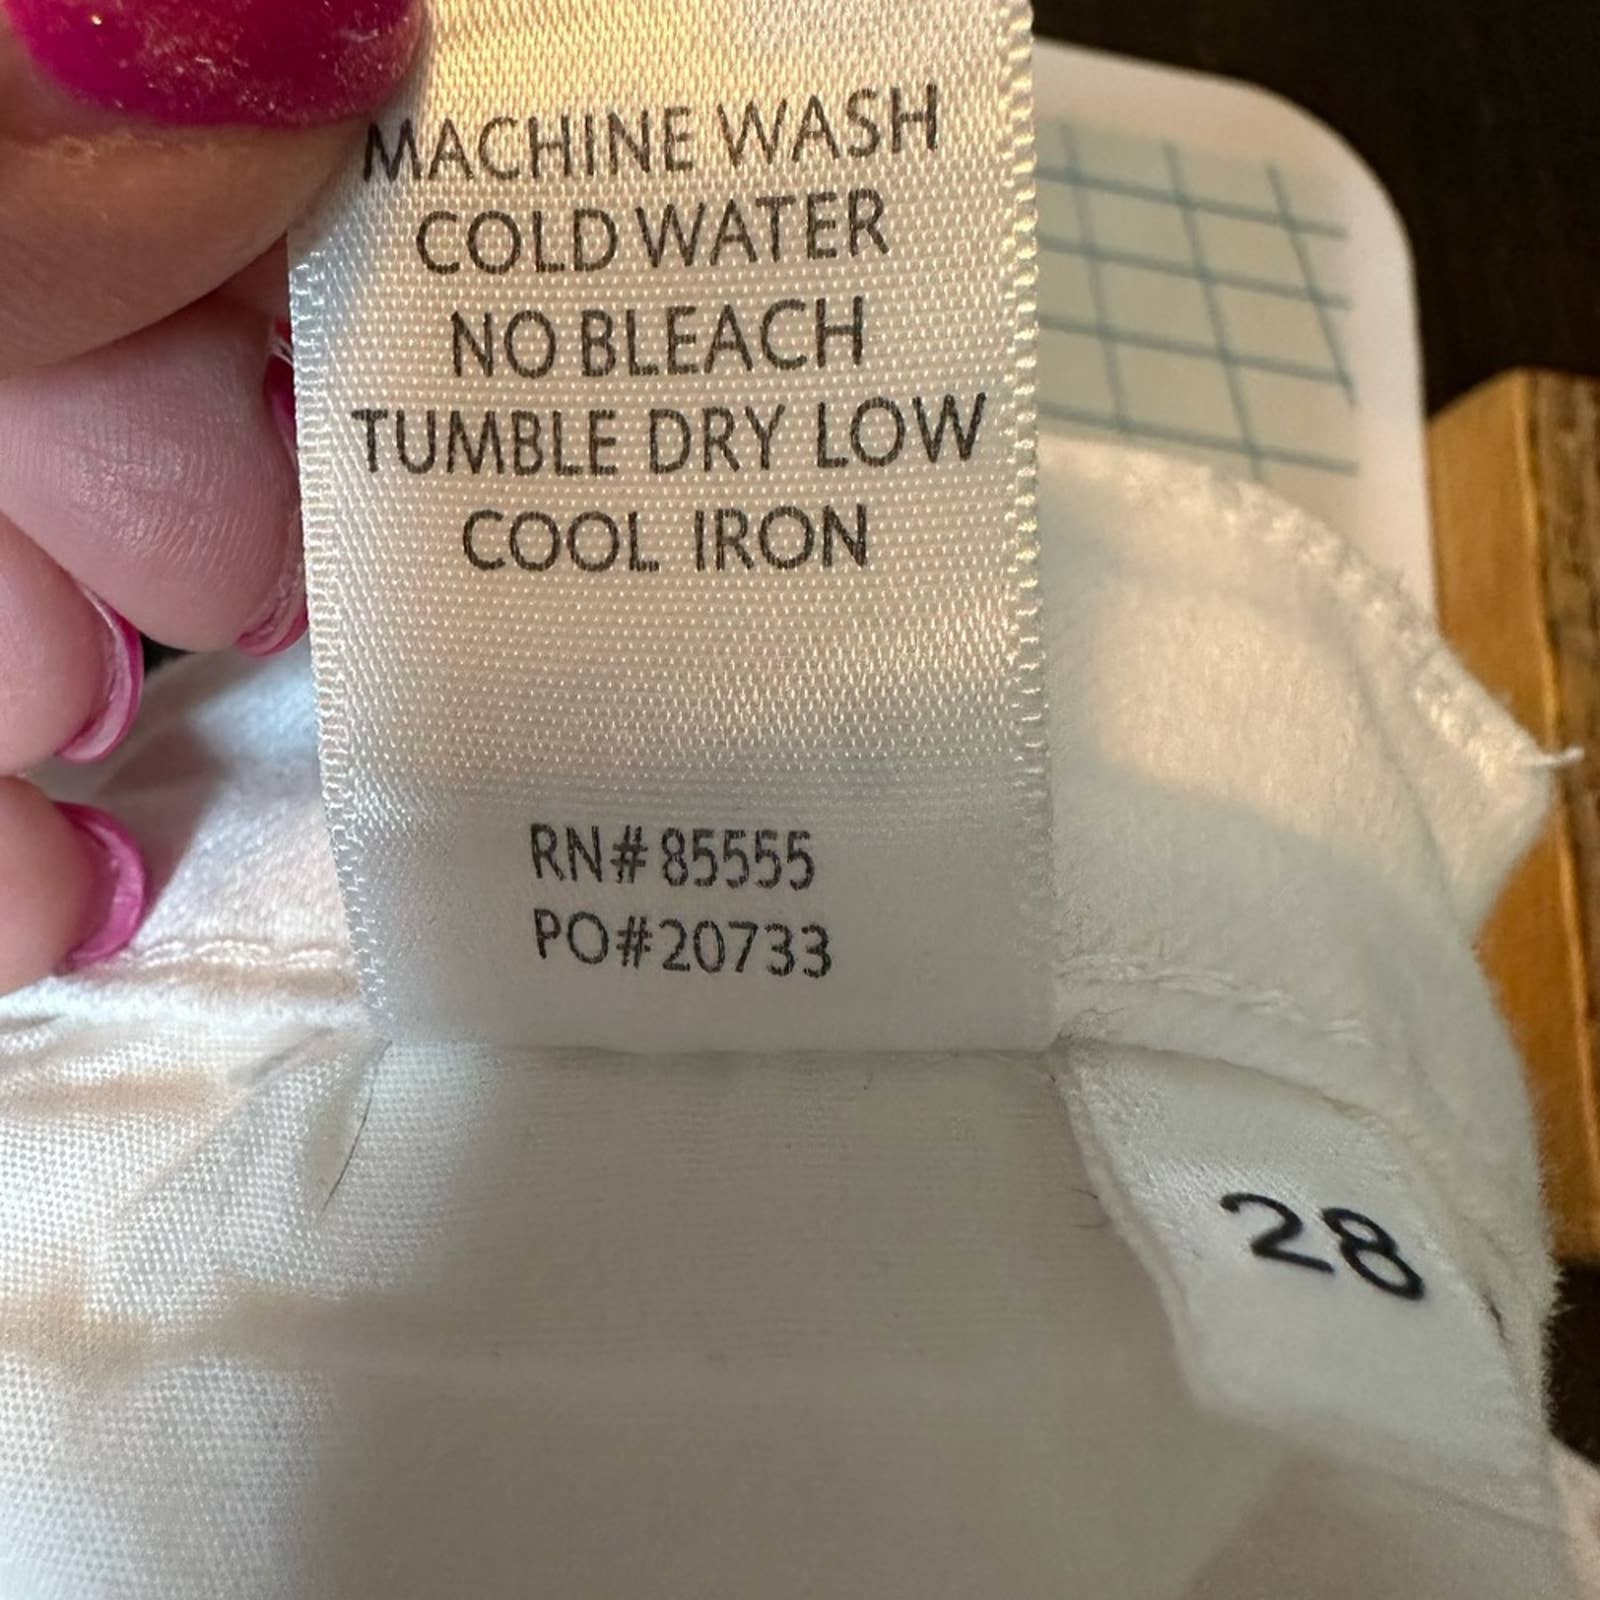 MACHINE WASH
COLD WATER
NO BLEACH
TUMBLE DRY LOW
COOL IRON
RN# 85555
PO#20733
28